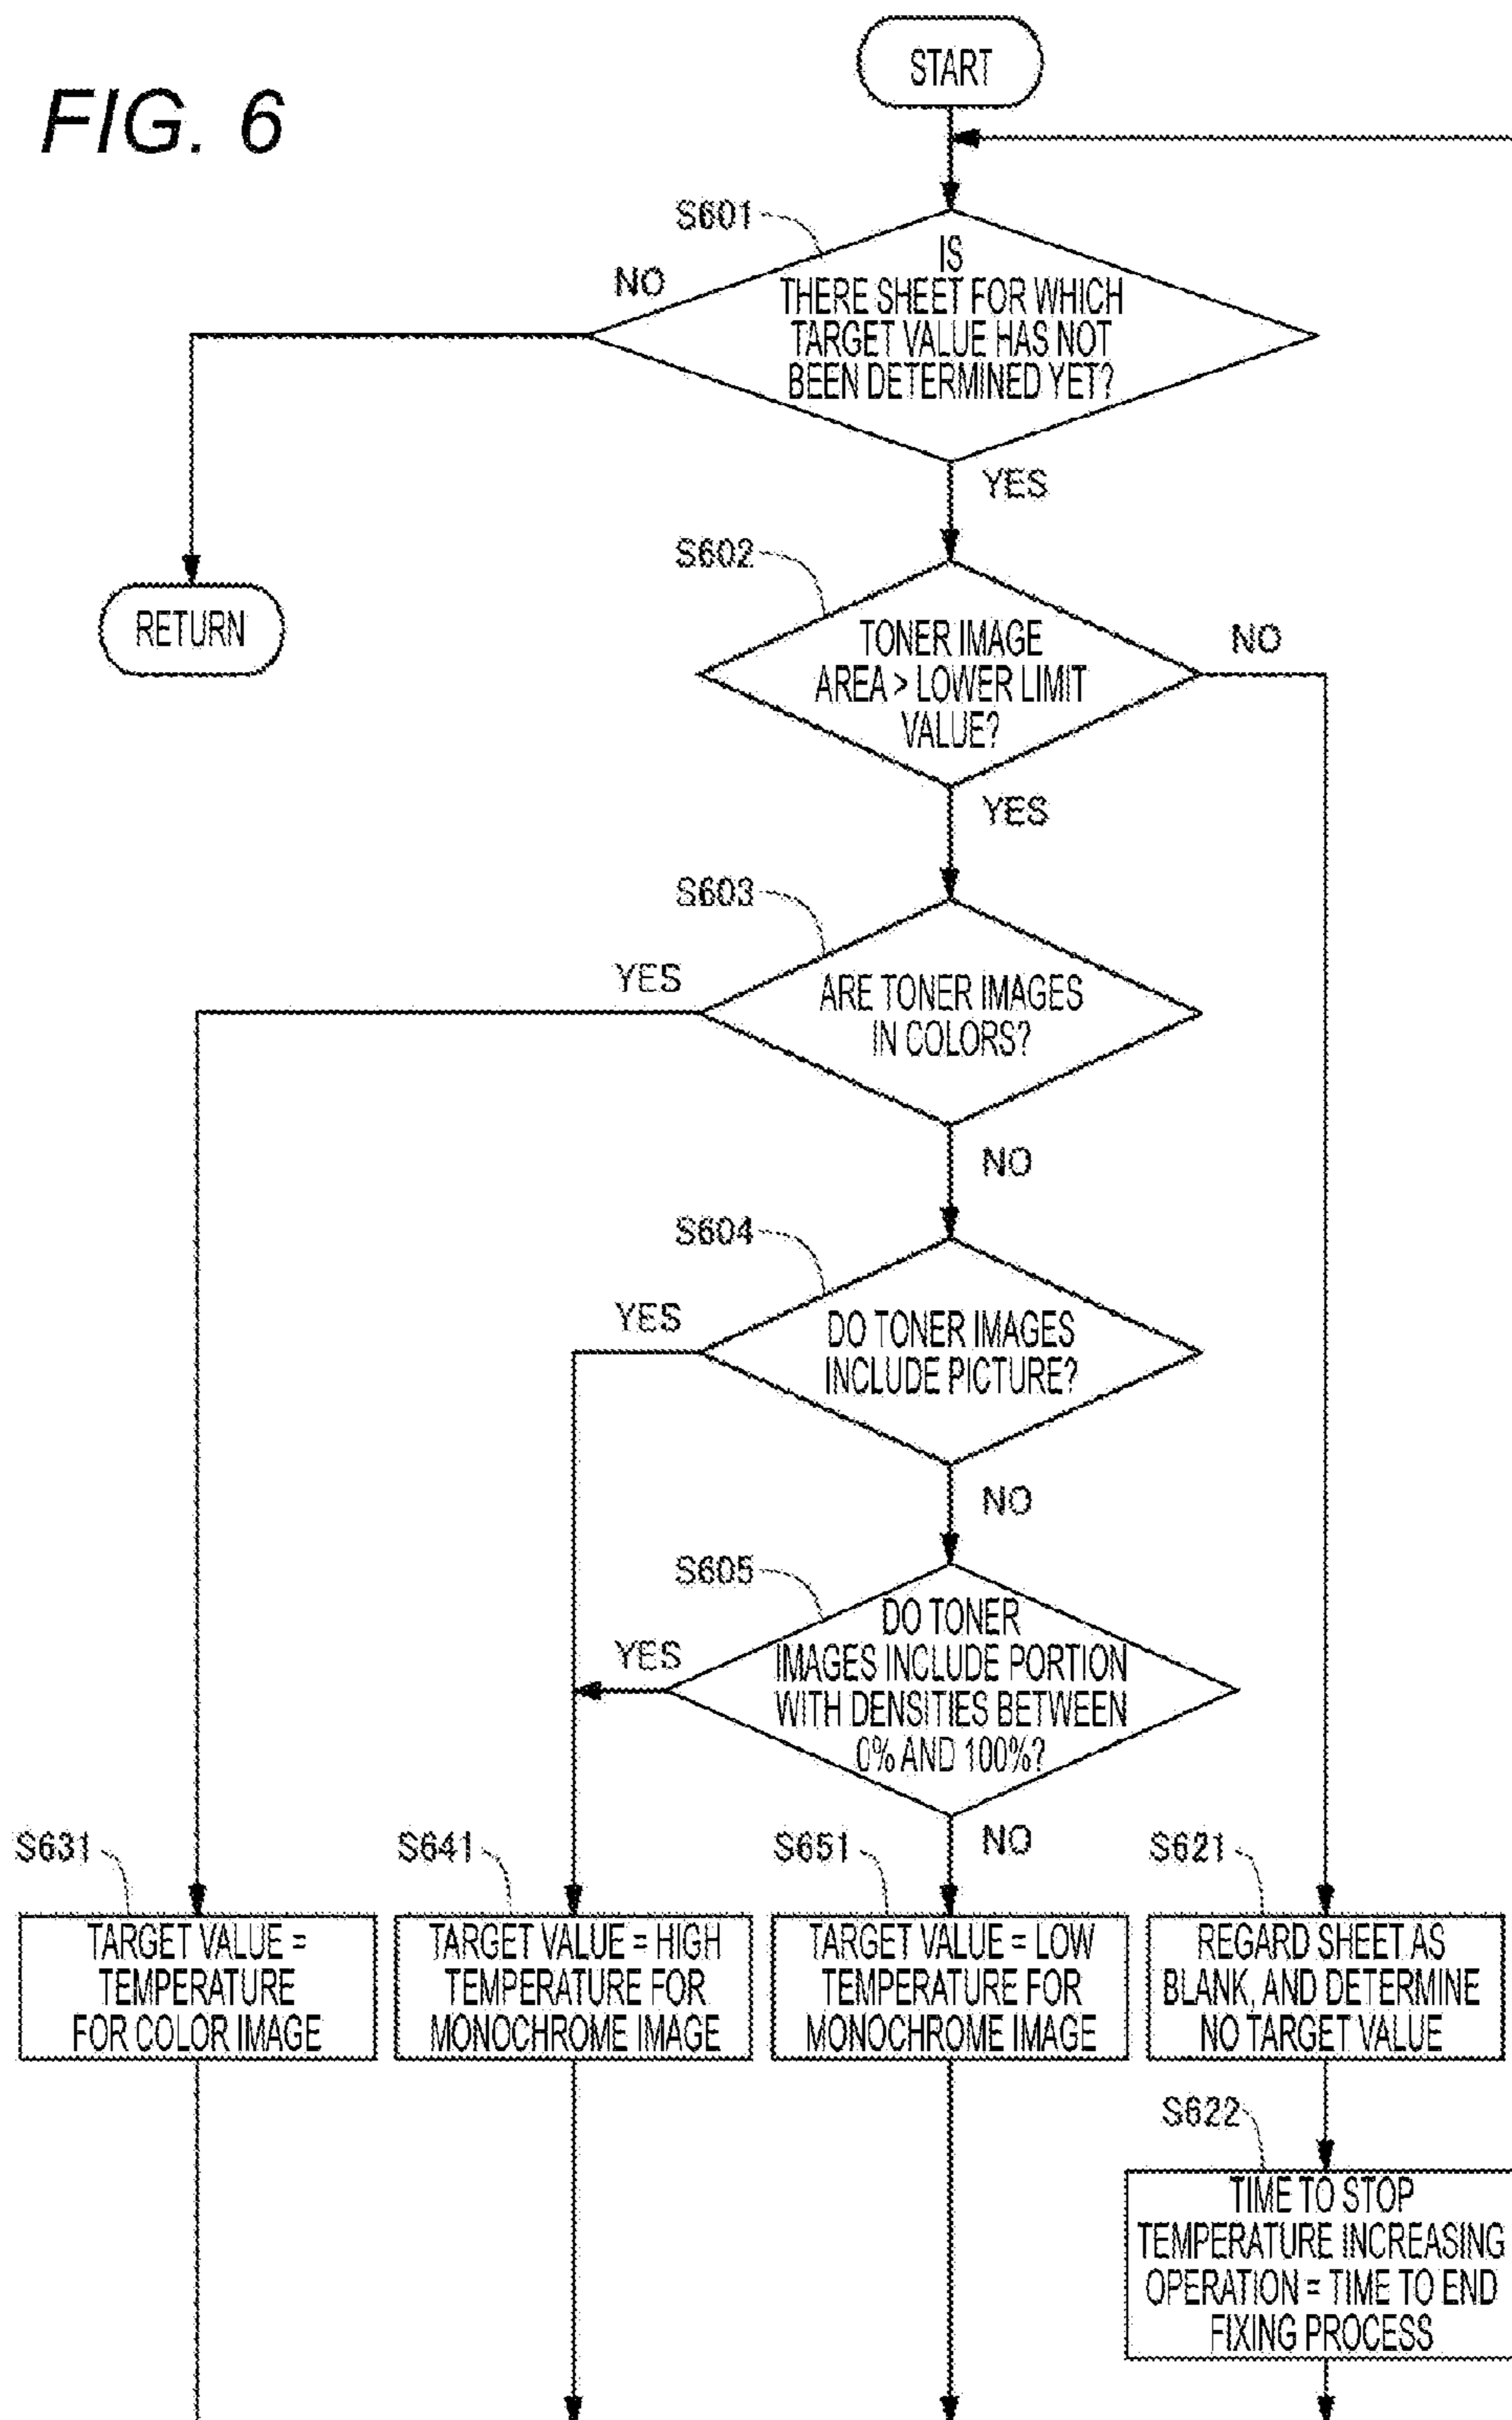 FIG. 6
START
S601
IS
THERE SHEET FOR WHICH
TARGET VALUE HAS NOT
BEEN DETERMINED YET?
NO
YES
RETURN
S602
TONER IMAGE
AREA > LOWER LIMIT
VALUE?
NO
YES
S603
ARE TONER IMAGES
IN COLORS?
YES
NO
S604
DO TONER IMAGES
INCLUDE PICTURE?
YES
NO
S605
DO TONER
IMAGES INCLUDE PORTION
WITH DENSITIES BETWEEN
0% AND 100%?
YES
NO
S631
TARGET VALUE =
TEMPERATURE
FOR COLOR IMAGE
S641
TARGET VALUE = HIGH
TEMPERATURE FOR
MONOCHROME IMAGE
S651
TARGET VALUE = LOW
TEMPERATURE FOR
MONOCHROME IMAGE
S621
REGARD SHEET AS
BLANK, AND DETERMINE
NO TARGET VALUE
S622
TIME TO STOP
TEMPERATURE INCREASING
OPERATION = TIME TO END
FIXING PROCESS